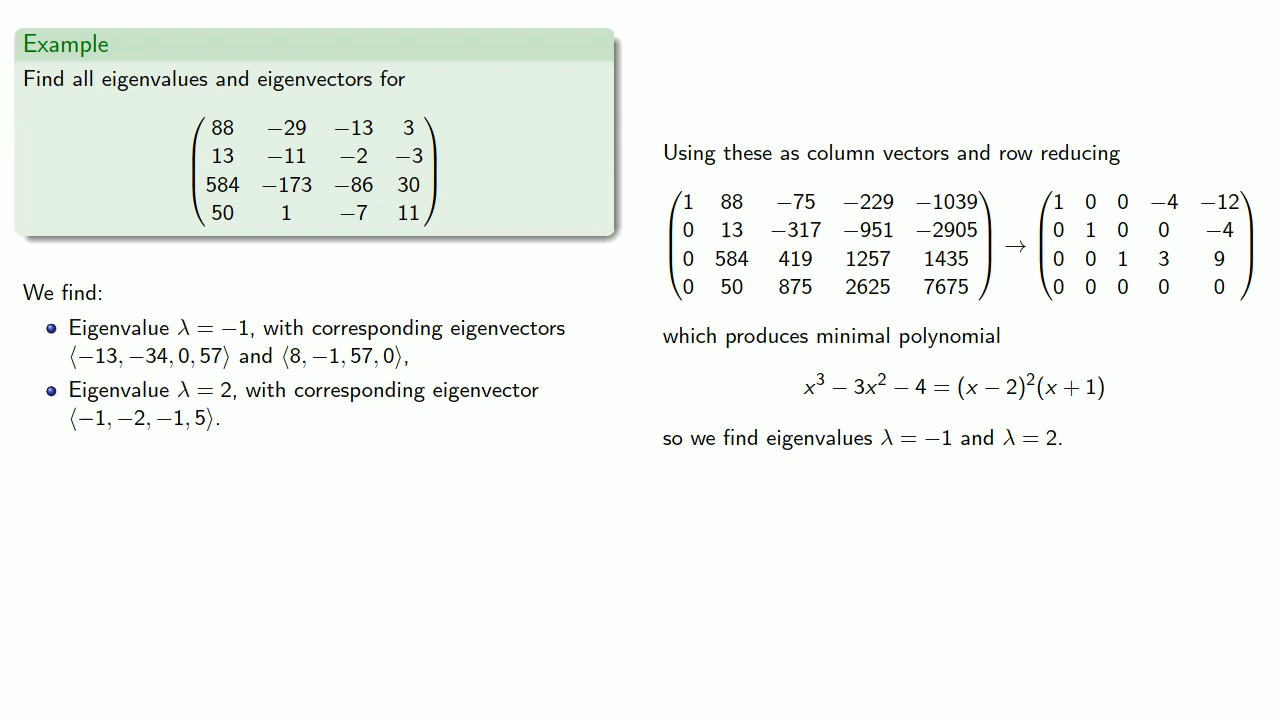 Example
Find all eigenvalues and eigenvectors for
88 −29 −13 3
13 −11 −2 −3
584 −173 −86 30
50 1 −7 11
We find:
Eigenvalue λ = −1, with corresponding eigenvectors
⟨−13, −34, 0, 57⟩ and ⟨8, −1, 57, 0⟩,
Eigenvalue λ = 2, with corresponding eigenvector
⟨−1, −2, −1, 5⟩.
Using these as column vectors and row reducing
1 88 −75 −229 −1039 1 0 0 −4 −12
0 13 −317 −951 −2905 0 1 0 0 −4
0 584 419 1257 1435 → 0 0 1 3 9
0 50 875 2625 7675 0 0 0 0 0
which produces minimal polynomial
x³ − 3x² − 4 = (x − 2)²(x + 1)
so we find eigenvalues λ = −1 and λ = 2.